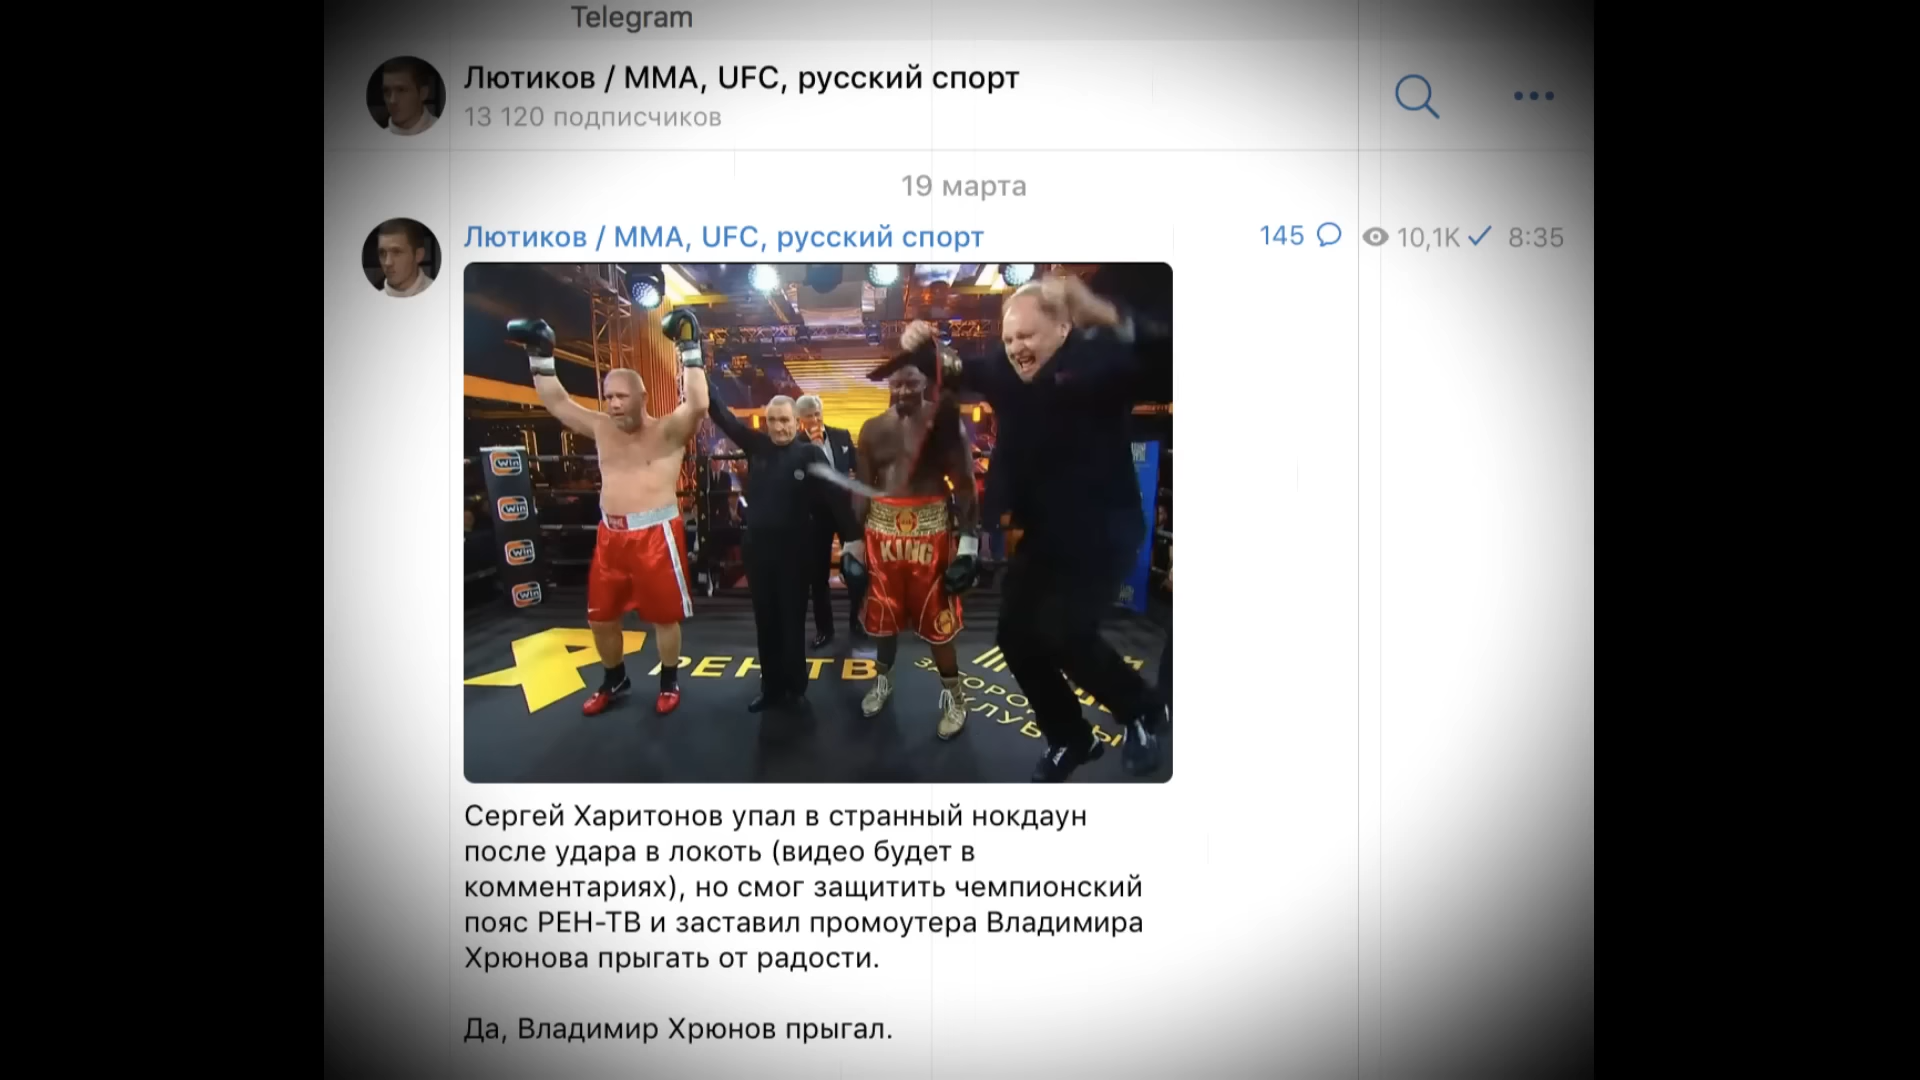 Telegram
Лютиков / MMA, UFC, русский спорт
13 120 подписчиков
19 марта
Лютиков / MMA, UFC, русский спорт
145 10,1K 8:35
Win
Win
Win
Win
KING
РЕН ТВ
КЛУБ
Сергей Харитонов упал в странный нокдаун
после удара в локоть (видео будет в
комментариях), но смог защитить чемпионский
пояс РЕН-ТВ и заставил промоутера Владимира
Хрюнова прыгать от радости.
Да, Владимир Хрюнов прыгал.